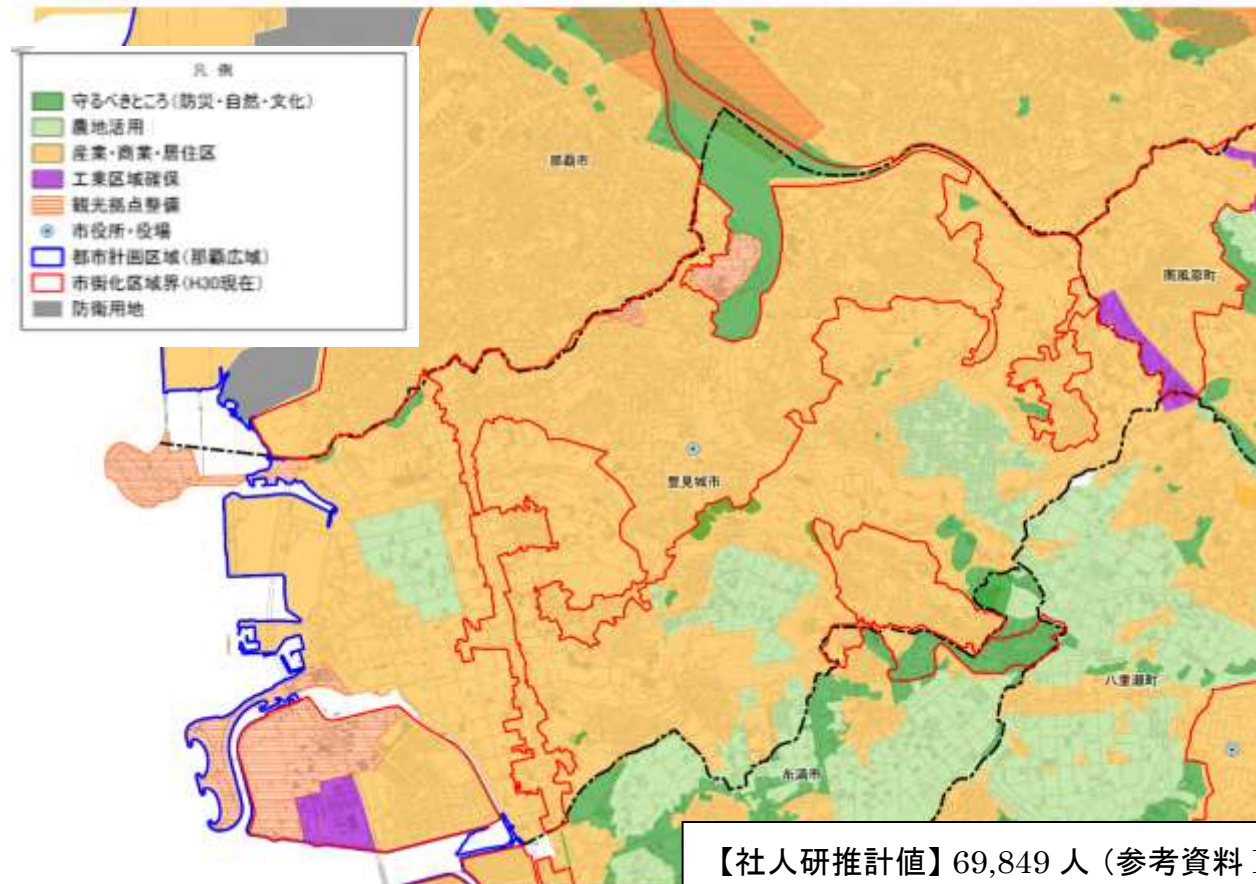 凡 例
守るべきところ(防災・自然・文化)
農地活用
産業・商業・居住区
工業区域確保
観光拠点整備
市役所・役場
都市計画区域(那覇広域)
市街化区域界(H30現在)
防衛用地
那覇市
南風原町
豊見城市
八重瀬町
糸満市
【社人研推計値】69,849 人 (参考資料